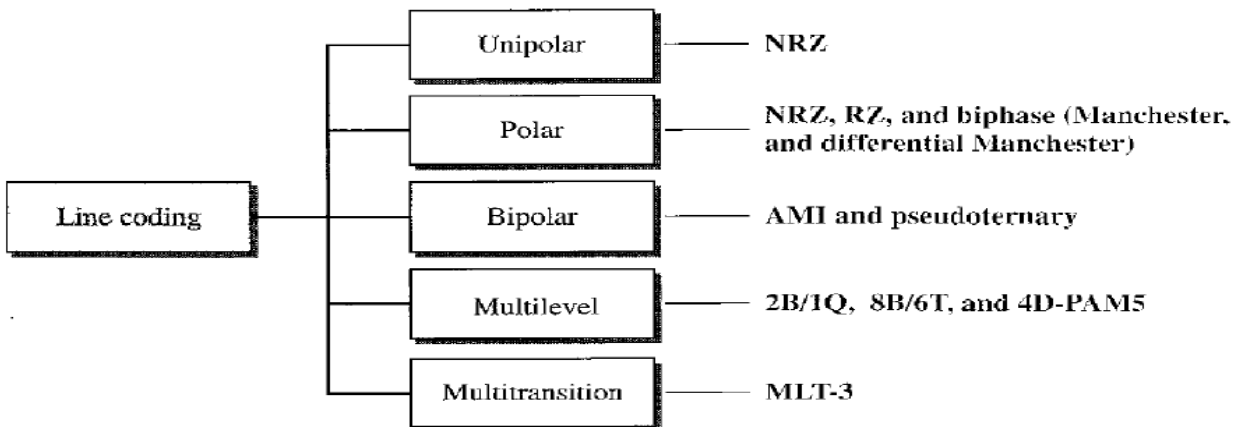 Unipolar
NRZ
Polar
NRZ, RZ, and biphase (Manchester,
and differential Manchester)
Line coding
Bipolar
AMI and pseudoternary
Multilevel
2B/1Q, 8B/6T, and 4D-PAM5
Multitransition
MLT-3